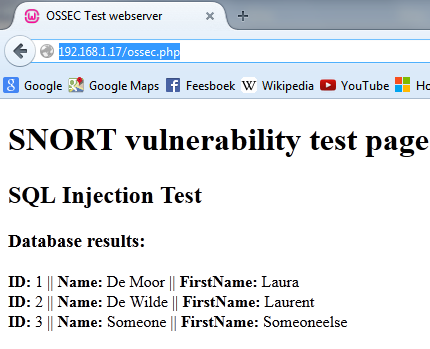 OSSEC Test webserver
192.168.1.17/ossec.php
Google Google Maps Feesboek Wikipedia YouTube Ho
SNORT vulnerability test page
SQL Injection Test
Database results:
ID: 1 || Name: De Moor || FirstName: Laura
ID: 2 || Name: De Wilde || FirstName: Laurent
ID: 3 || Name: Someone || FirstName: Someoneelse